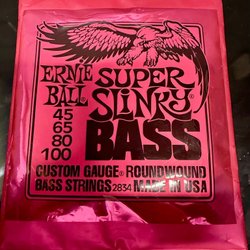 ERNIE BALL
SUPER SLINKY
BASS
45
65
80
100
CUSTOM GAUGE® ROUNDWOUND
BASS STRINGS 2834 MADE IN USA